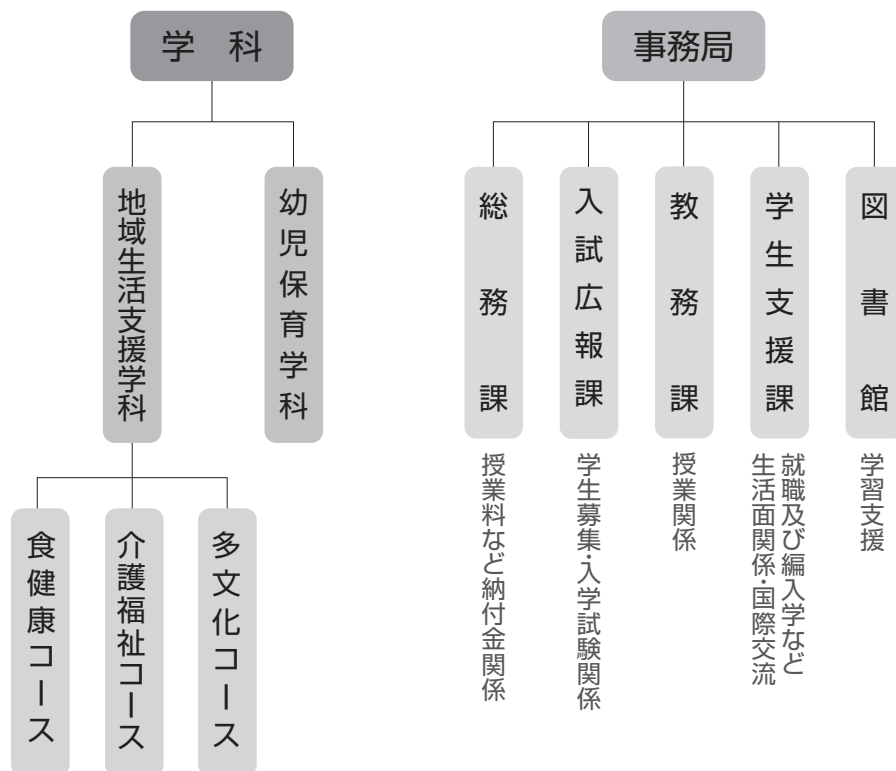 学　科
地域生活支援学科
幼児保育学科
食健康コース
介護福祉コース
多文化コース
事務局
総務課
授業料など納付金関係
入試広報課
学生募集・入学試験関係
教務課
授業関係
学生支援課
就職及び編入学など
生活面関係・国際交流
図書館
学習支援